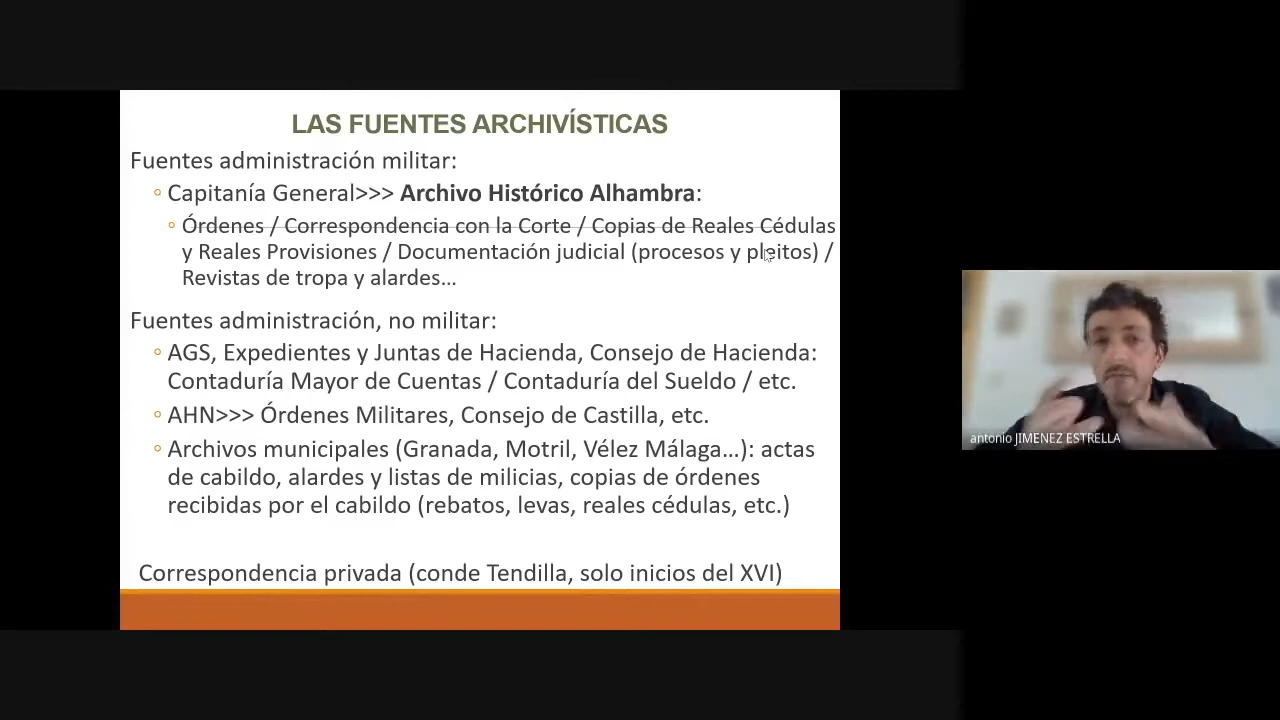 LAS FUENTES ARCHIVÍSTICAS
Fuentes administración militar:
◦ Capitanía General>>> Archivo Histórico Alhambra:
◦ Órdenes / Correspondencia con la Corte / Copias de Reales Cédulas
y Reales Provisiones / Documentación judicial (procesos y pleitos) /
Revistas de tropa y alardes…
Fuentes administración, no militar:
◦ AGS, Expedientes y Juntas de Hacienda, Consejo de Hacienda:
Contaduría Mayor de Cuentas / Contaduría del Sueldo / etc.
◦ AHN>>> Órdenes Militares, Consejo de Castilla, etc.
◦ Archivos municipales (Granada, Motril, Vélez Málaga…): actas
de cabildo, alardes y listas de milicias, copias de órdenes
recibidas por el cabildo (rebatos, levas, reales cédulas, etc.)
Correspondencia privada (conde Tendilla, solo inicios del XVI)
antonio JIMENEZ ESTRELLA